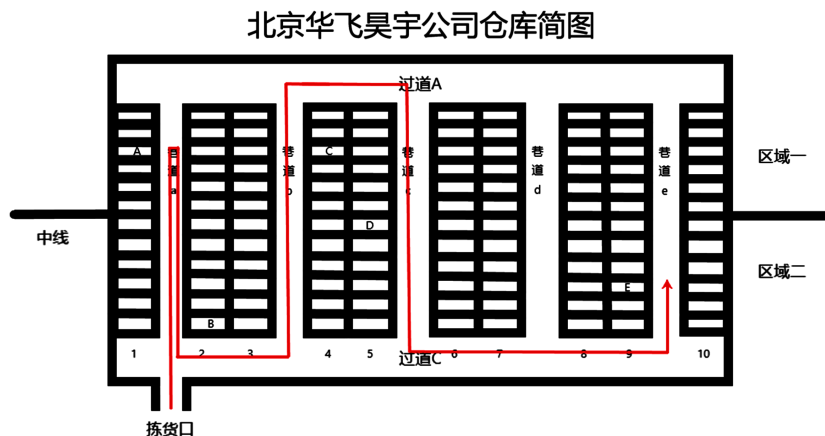 北京华飞昊宇公司仓库简图
过道A
A
巷道a
巷道b
C
巷道c
巷道d
巷道e
区域一
中线
D
区域二
E
B
1 2 3 4 5 6 7 8 9 10
过道C
拣货口